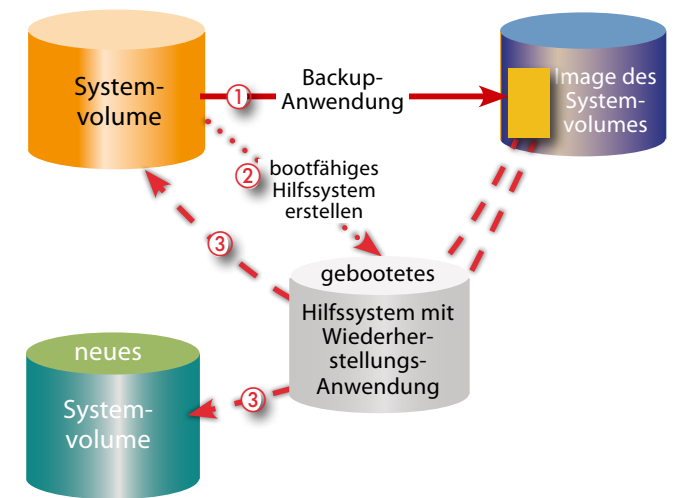 System-
volume
①
Backup-
Anwendung
Image des
System-
volumes
②
bootfähiges
Hilfssystem
erstellen
③
gebootetes
Hilfssystem mit
Wiederher-
stellungs-
Anwendung
neues
System-
volume
③